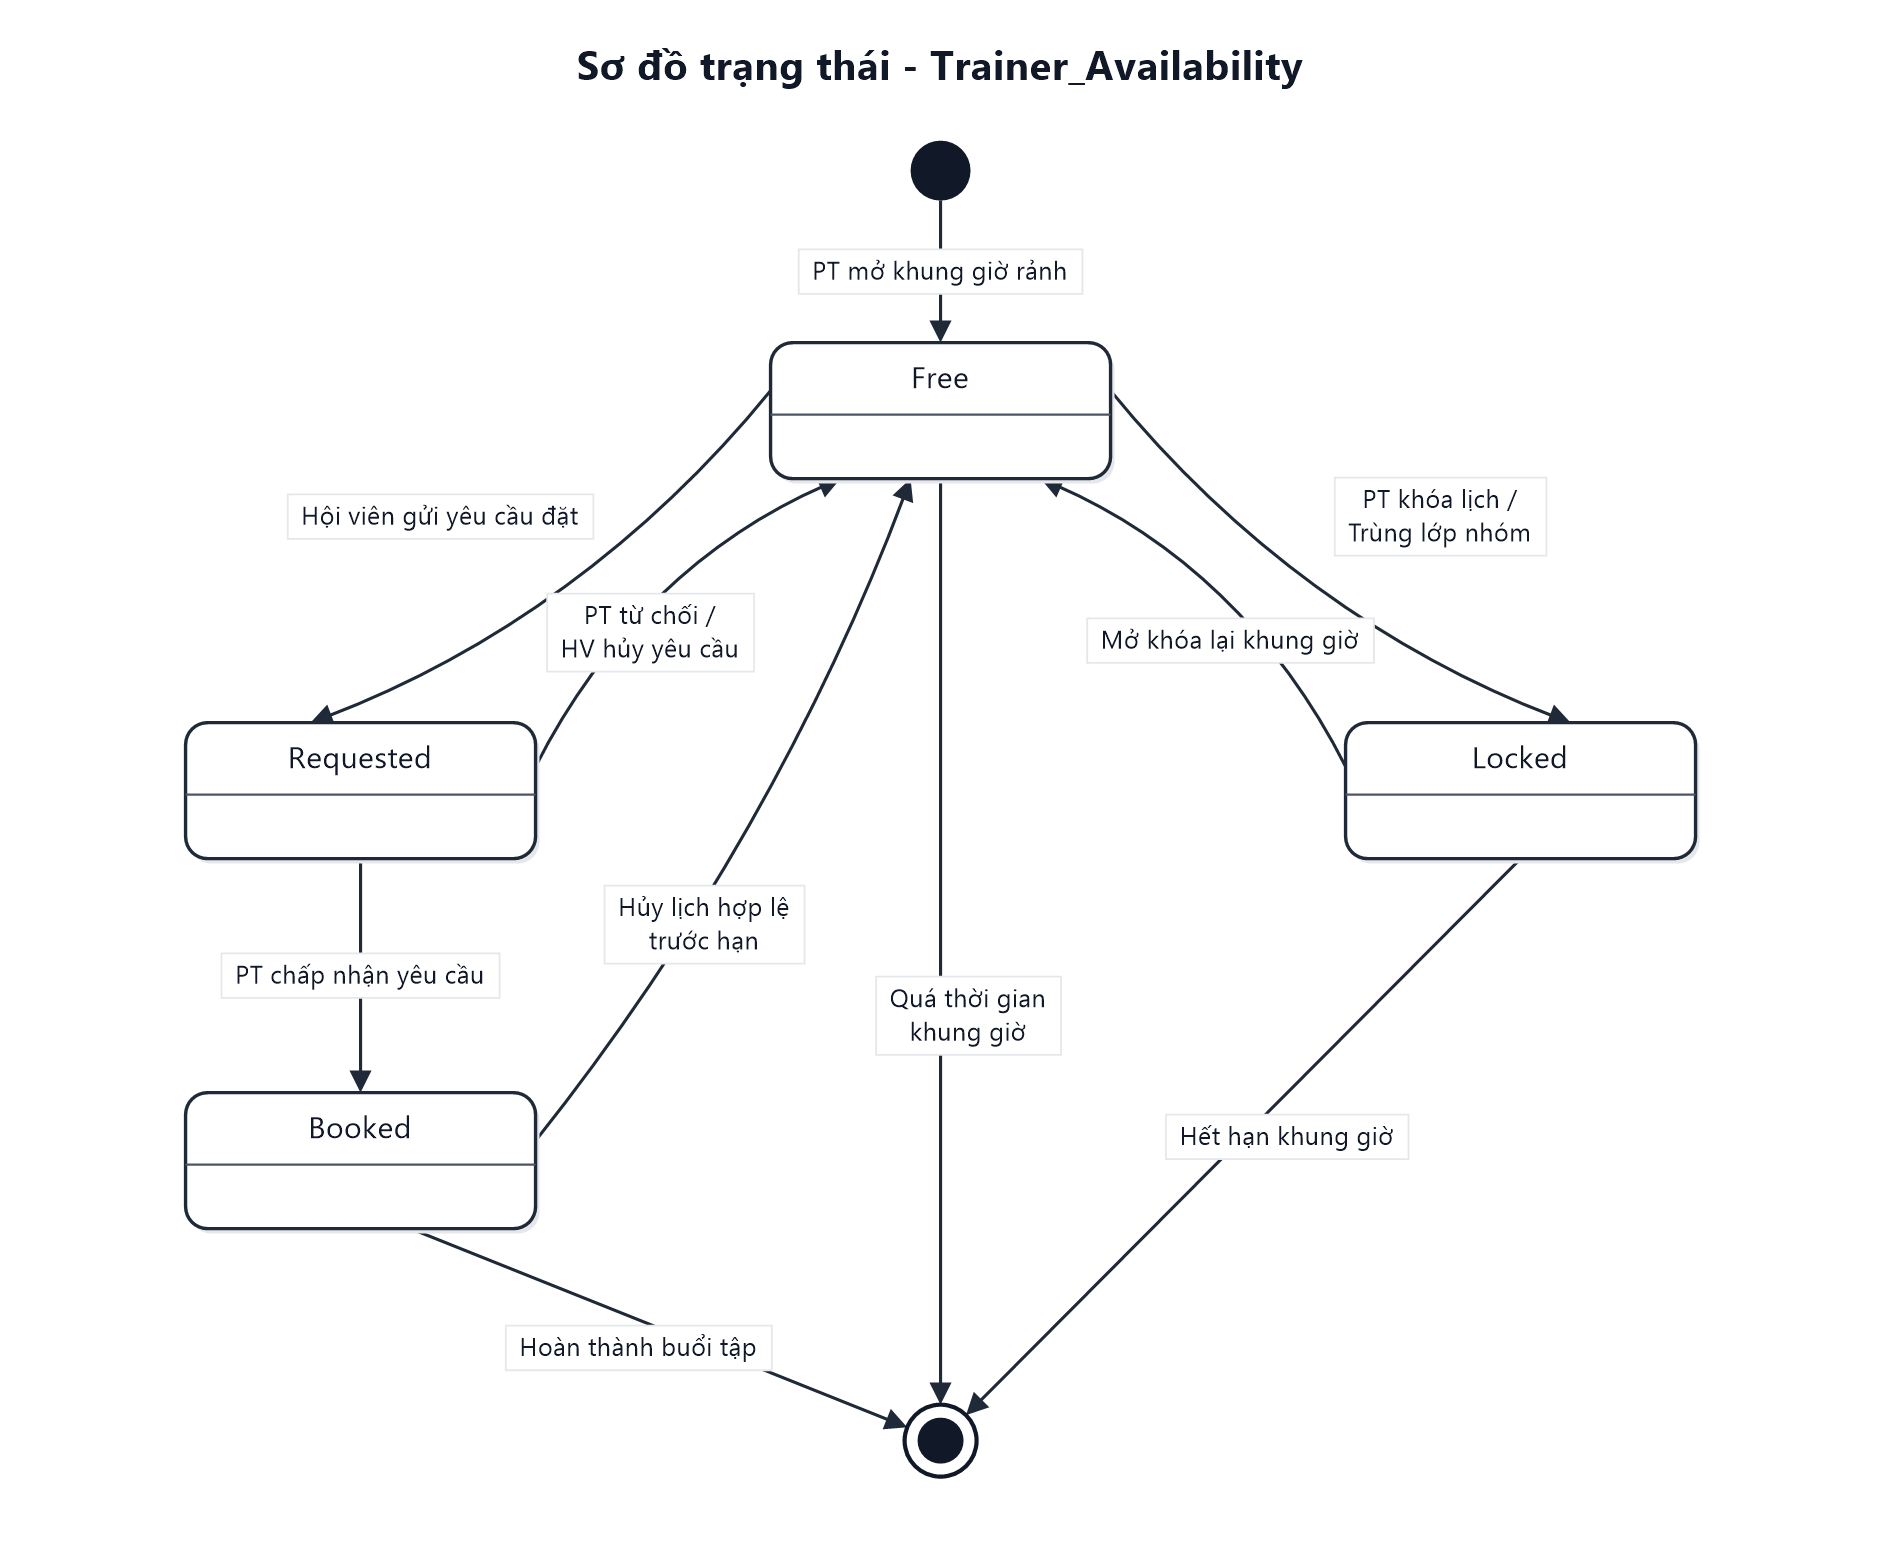 Sơ đồ trạng thái - Trainer_Availability
PT mở khung giờ rảnh
Free
Hội viên gửi yêu cầu đặt
PT khóa lịch /
Trùng lớp nhóm
PT từ chối /
HV hủy yêu cầu
Mở khóa lại khung giờ
Requested
Locked
Hủy lịch hợp lệ
trước hạn
PT chấp nhận yêu cầu
Quá thời gian
khung giờ
Booked
Hết hạn khung giờ
Hoàn thành buổi tập